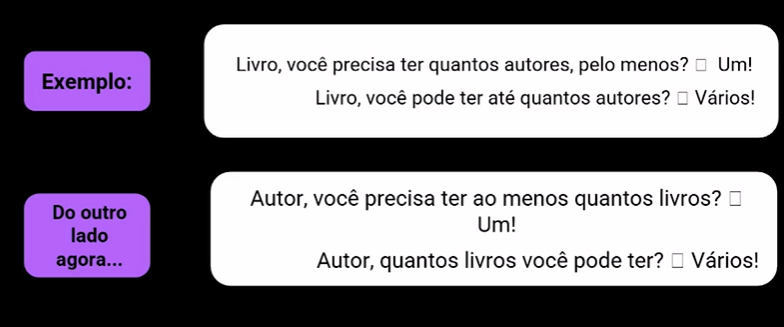 Exemplo:
Livro, você precisa ter quantos autores, pelo menos? □ Um!
Livro, você pode ter até quantos autores? □ Vários!
Do outro
lado
agora...
Autor, você precisa ter ao menos quantos livros? □
Um!
Autor, quantos livros você pode ter? □ Vários!